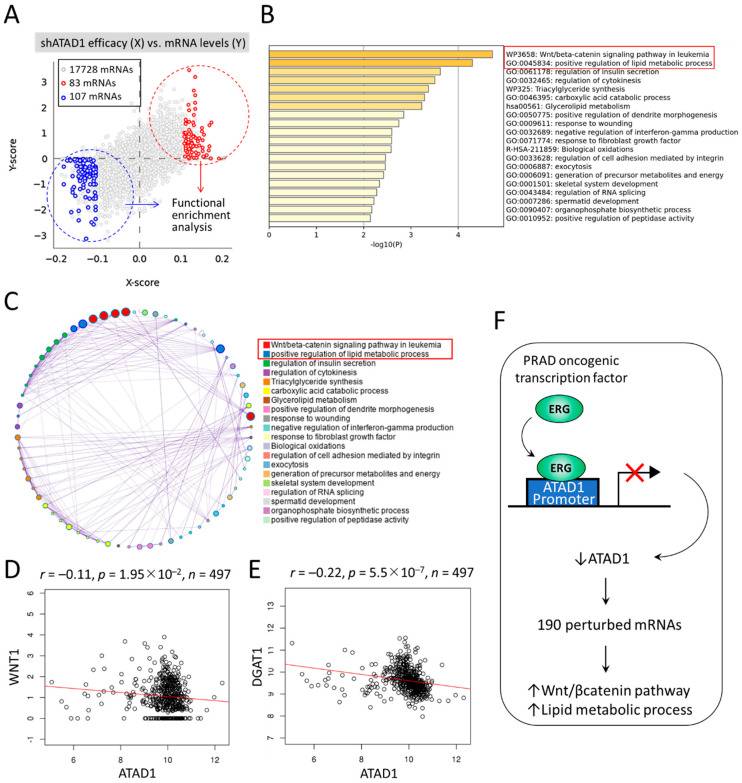 A
shATAD1 efficacy (X) vs. mRNA levels (Y)
17728 mRNAs
83 mRNAs
107 mRNAs
3
2
1
0
−1
−2
−3
Y-score
−0.2
−0.1
0.0
0.1
0.2
X-score
Functional
enrichment
analysis
B
WP3658: Wnt/beta-catenin signaling pathway in leukemia
GO:0045834: positive regulation of lipid metabolic process
GO:0061178: regulation of insulin secretion
GO:0032465: regulation of cytokinesis
WP325: Triacylglyceride synthesis
GO:0046395: carboxylic acid catabolic process
hsa00561: Glycerolipid metabolism
GO:0050775: positive regulation of dendrite morphogenesis
GO:0009611: response to wounding
GO:0032689: negative regulation of interferon-gamma production
GO:0071774: response to fibroblast growth factor
R-HSA-211859: Biological oxidations
GO:0033628: regulation of cell adhesion mediated by integrin
GO:0006887: exocytosis
GO:0006091: generation of precursor metabolites and energy
GO:0001501: skeletal system development
GO:0043484: regulation of RNA splicing
GO:0007286: spermatid development
GO:0090407: organophosphate biosynthetic process
GO:0010952: positive regulation of peptidase activity
0
1
2
3
4
-log10(P)
C
Wnt/beta-catenin signaling pathway in leukemia
positive regulation of lipid metabolic process
regulation of insulin secretion
regulation of cytokinesis
Triacylglyceride synthesis
carboxylic acid catabolic process
Glycerolipid metabolism
positive regulation of dendrite morphogenesis
response to wounding
negative regulation of interferon-gamma production
response to fibroblast growth factor
Biological oxidations
regulation of cell adhesion mediated by integrin
exocytosis
generation of precursor metabolites and energy
skeletal system development
regulation of RNA splicing
spermatid development
organophosphate biosynthetic process
positive regulation of peptidase activity
D
r = −0.11, p = 1.95×10−2, n = 497
WNT1
6
5
4
3
2
1
0
-1
6
8
10
12
ATAD1
E
r = −0.22, p = 5.5×10−7, n = 497
DGAT1
13
12
11
10
9
8
7
6
8
10
12
ATAD1
F
PRAD oncogenic
transcription factor
ERG
ERG
ATAD1
Promoter
↓ATAD1
190 perturbed mRNAs
↑Wnt/βcatenin pathway
↑Lipid metabolic process